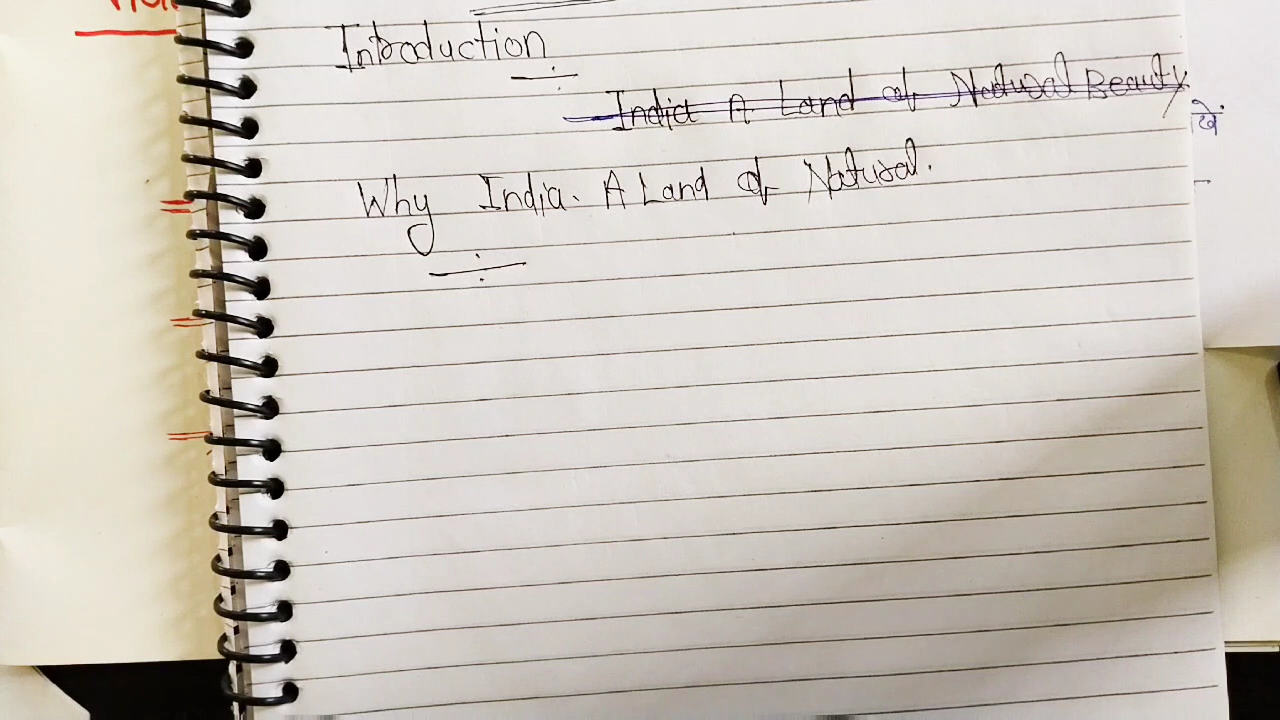 Introduction
India A Land of Natural Beauty
खें
Why India. A Land of Natural.